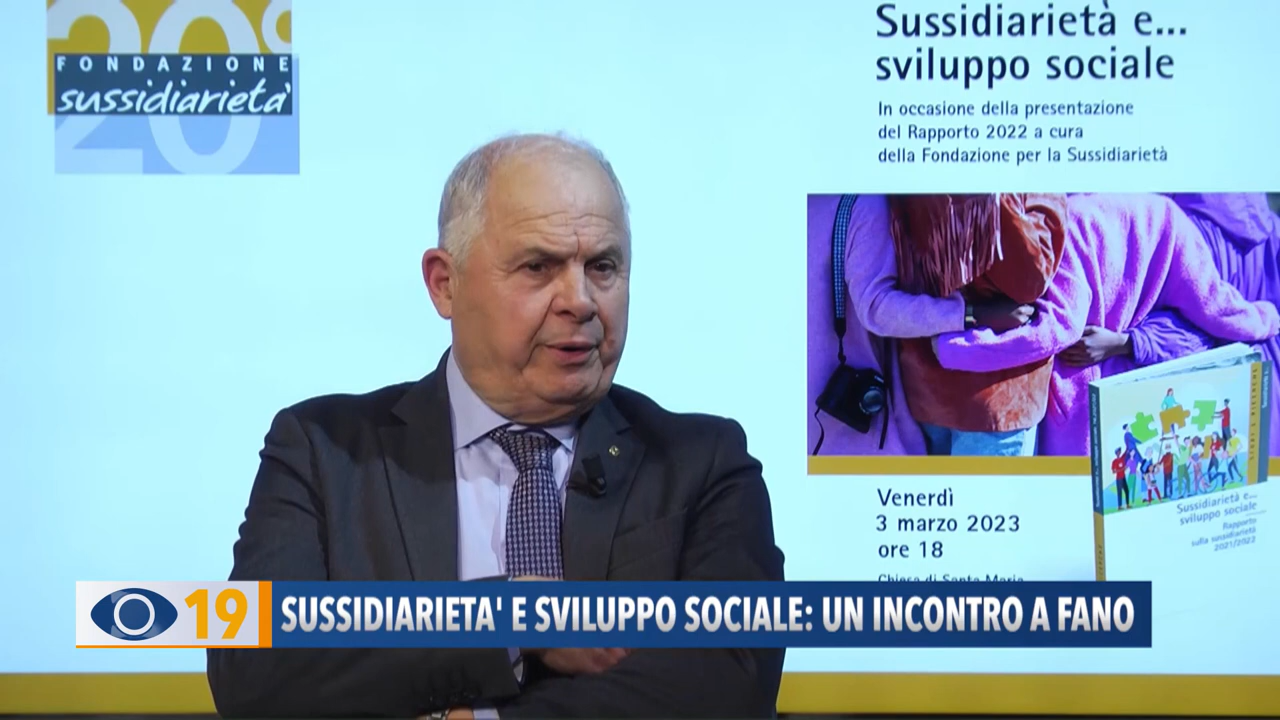 20°
FONDAZIONE
sussidiarietà
Sussidiarietà e...
sviluppo sociale
In occasione della presentazione
del Rapporto 2022 a cura
della Fondazione per la Sussidiarietà
Venerdì
3 marzo 2023
ore 18
Chiesa di Santa Maria
Sussidiarietà e...
sviluppo sociale
Rapporto
sulla sussidiarietà
2021/2022
19
SUSSIDIARIETA' E SVILUPPO SOCIALE: UN INCONTRO A FANO